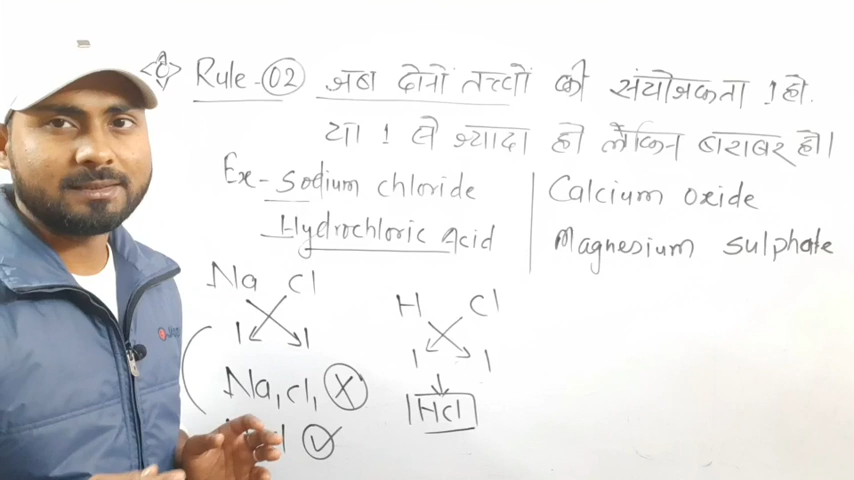 Rule-02 जब दोनों तत्वों की संयोजकता 1 हो.
या 1 से ज्यादा हो लेकिन बराबर हो।
Ex- Sodium chloride
Hydrochloric Acid
Calcium oxide
Magnesium sulphate
Na Cl
1 1
Na₁Cl₁ X
✓
H Cl
1 1
HCl